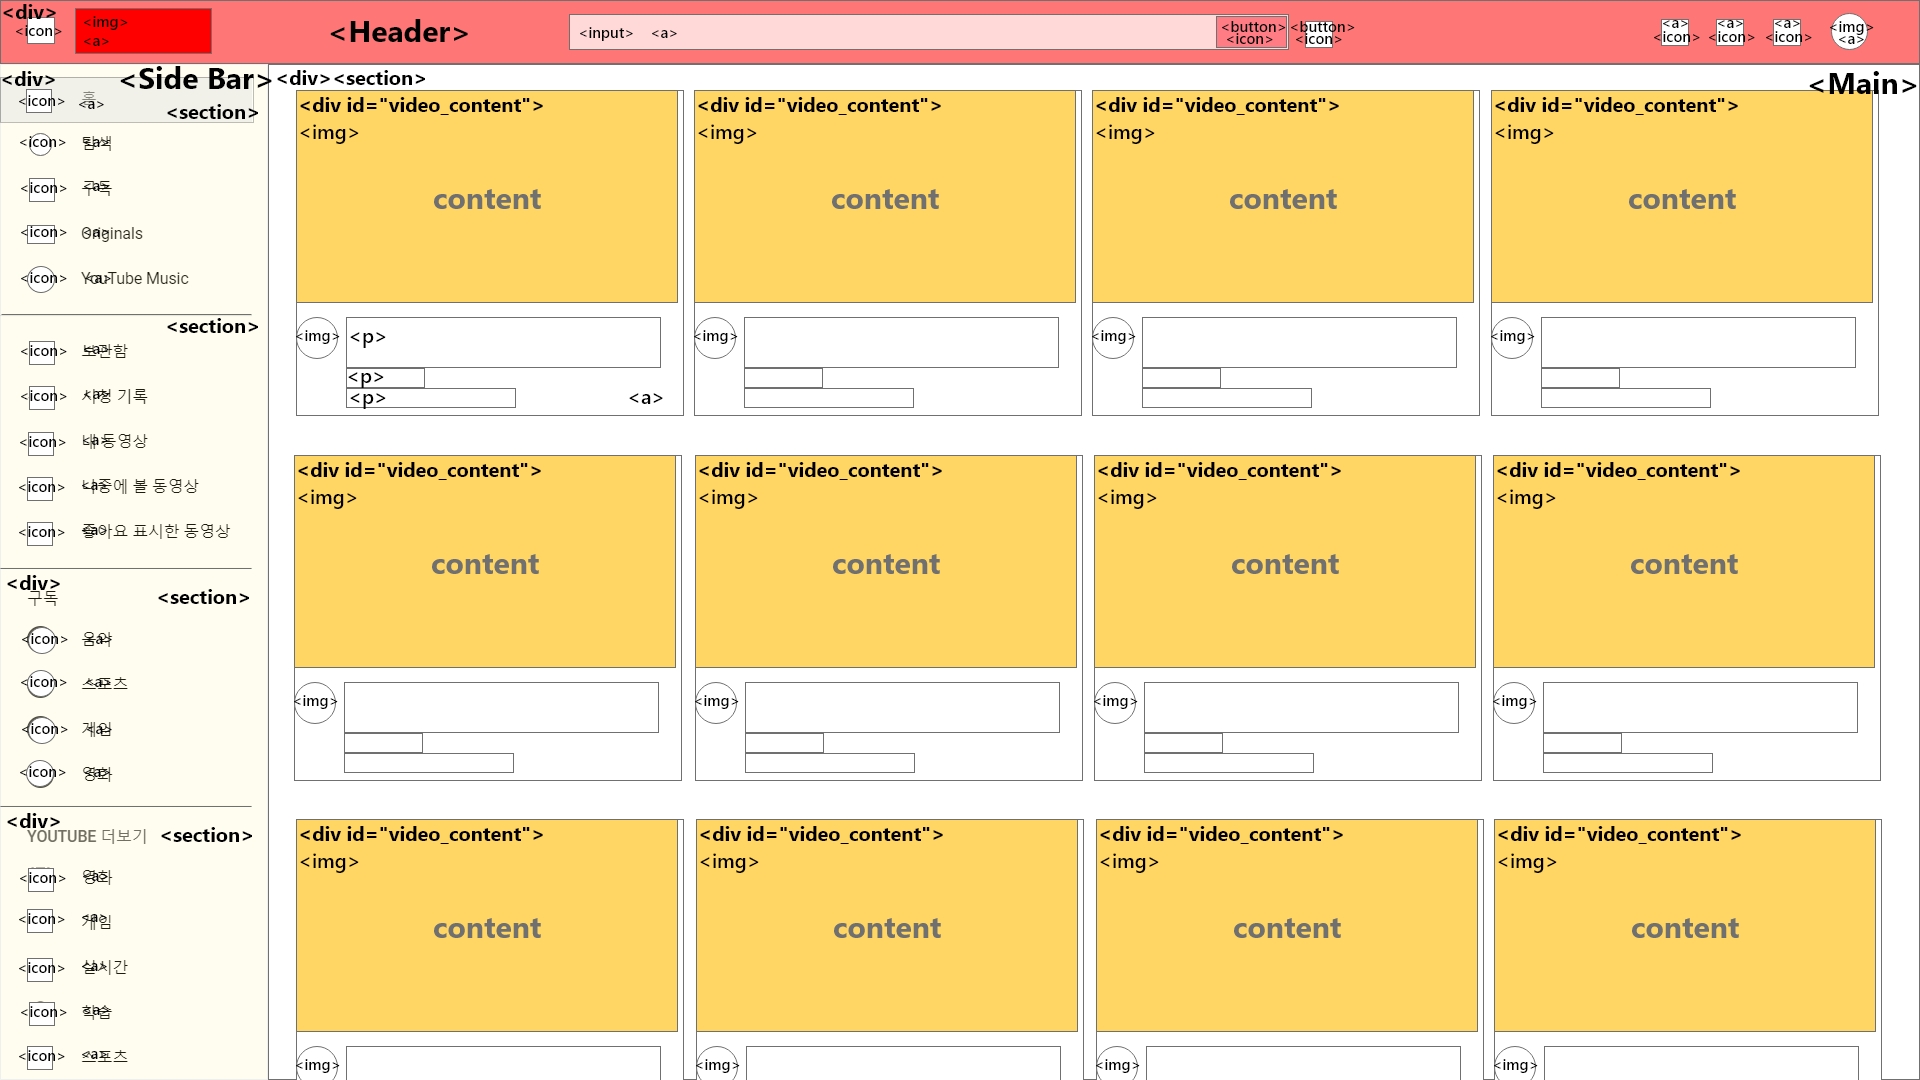 <div>
<icon>
<img>
<a>
<Header>
<input> <a>
<button>
<icon>
<button>
<icon>
<a>
<icon>
<a>
<icon>
<a>
<icon>
<img>
<a>
<div>
<Side Bar>
<icon> 홈 <a>
<section>
<icon> 탐색 <a>
<icon> 구독 <a>
<icon> Originals <a>
<icon> YouTube Music <a>
<section>
<icon> 보관함 <a>
<icon> 시청 기록 <a>
<icon> 내 동영상 <a>
<icon> 나중에 볼 동영상 <a>
<icon> 좋아요 표시한 동영상 <a>
<div>
구독
<section>
<icon> 음악 <a>
<icon> 스포츠 <a>
<icon> 게임 <a>
<icon> 영화 <a>
<div>
YOUTUBE 더보기
<section>
<icon> 영화 <a>
<icon> 게임 <a>
<icon> 실시간 <a>
<icon> 학습 <a>
<icon> 스포츠 <a>
<div><section>
<Main>
<div id="video_content">
<img>
content
<img>
<p>
<p>
<p>
<a>
<div id="video_content">
<img>
content
<img>
<div id="video_content">
<img>
content
<img>
<div id="video_content">
<img>
content
<img>
<div id="video_content">
<img>
content
<img>
<div id="video_content">
<img>
content
<img>
<div id="video_content">
<img>
content
<img>
<div id="video_content">
<img>
content
<img>
<div id="video_content">
<img>
content
<img>
<div id="video_content">
<img>
content
<img>
<div id="video_content">
<img>
content
<img>
<div id="video_content">
<img>
content
<img>